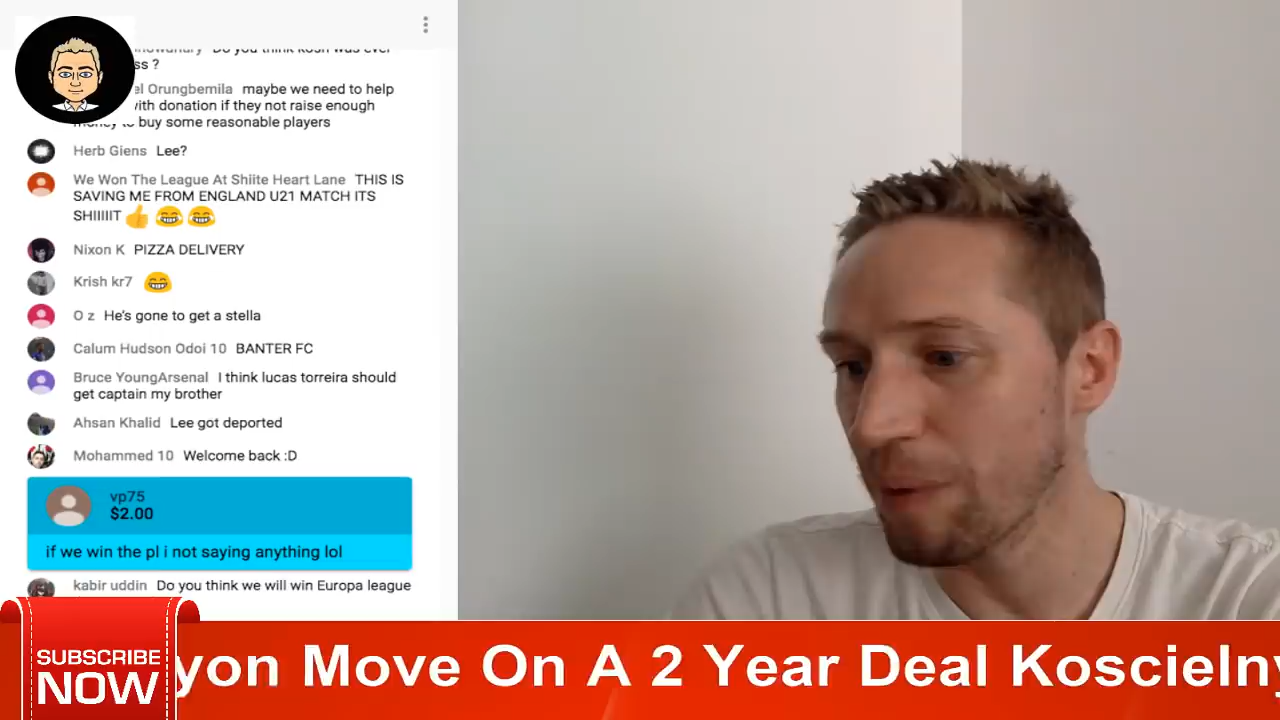 Do you think kosh was ever
ss ?
el Orungbemila maybe we need to help
with donation if they not raise enough
money to buy some reasonable players
Herb Giens Lee?
We Won The League At Shiite Heart Lane THIS IS
SAVING ME FROM ENGLAND U21 MATCH ITS
SHIIIIIT 👍 😂 😂
Nixon K PIZZA DELIVERY
Krish kr7 😂
O z He's gone to get a stella
Calum Hudson Odoi 10 BANTER FC
Bruce YoungArsenal I think lucas torreira should
get captain my brother
Ahsan Khalid Lee got deported
Mohammed 10 Welcome back :D
vp75
$2.00
if we win the pl i not saying anything lol
kabir uddin Do you think we will win Europa league
SUBSCRIBE
NOW
yon Move On A 2 Year Deal Koscielny